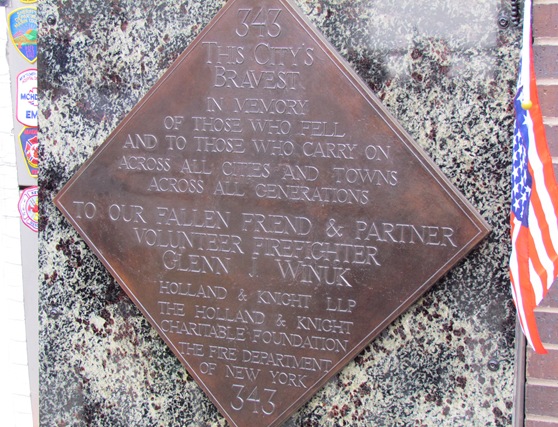 343
THIS CITY'S
BRAVEST
IN MEMORY
OF THOSE WHO FELL
AND TO THOSE WHO CARRY ON
ACROSS ALL CITIES AND TOWNS
ACROSS ALL GENERATIONS
TO OUR FALLEN FRIEND & PARTNER
VOLUNTEER FIREFIGHTER
GLENN J. WINUK
HOLLAND & KNIGHT LLP
THE HOLLAND & KNIGHT
CHARITABLE FOUNDATION
THE FIRE DEPARTMENT
OF NEW YORK
343